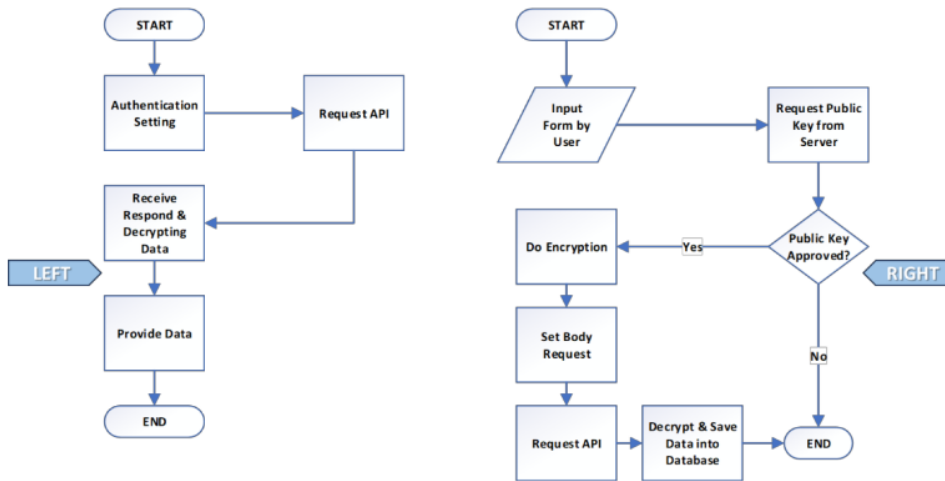 START
Authentication
Setting
Request API
Receive
Respond &
Decrypting
Data
LEFT
Provide Data
END
START
Input
Form by
User
Request Public
Key from
Server
Public Key
Approved?
Yes
Do Encryption
RIGHT
Set Body
Request
No
Request API
Decrypt & Save
Data into
Database
END